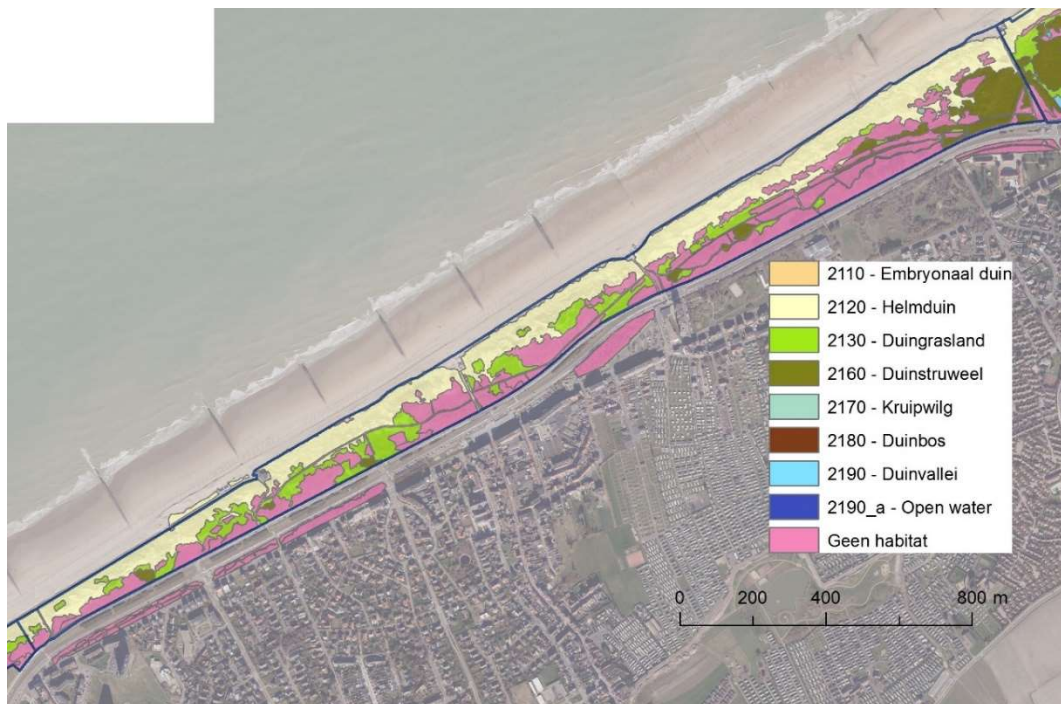 2110 - Embryonaal duin
2120 - Helmduin
2130 - Duingrasland
2160 - Duinstruweel
2170 - Kruipwilg
2180 - Duinbos
2190 - Duinvallei
2190_a - Open water
Geen habitat
0 200 400 800 m